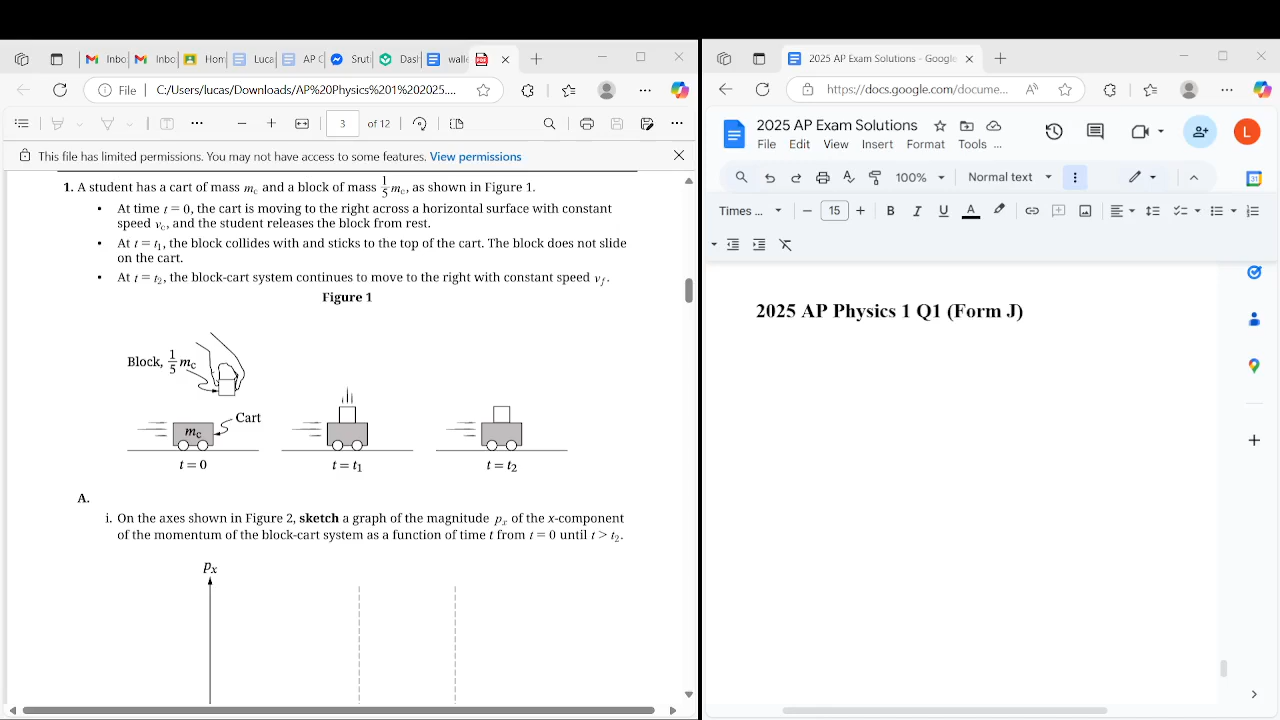 Inbo
Inbo
Hon
Luca
AP C
Srut
Das
walle
File
C:/Users/lucas/Downloads/AP%20Physics%201%202025....
3
of 12
This file has limited permissions. You may not have access to some features. View permissions
1. A student has a cart of mass m_c and a block of mass 1/5 m_c, as shown in Figure 1.
• At time t = 0, the cart is moving to the right across a horizontal surface with constant
speed v_c, and the student releases the block from rest.
• At t = t₁, the block collides with and sticks to the top of the cart. The block does not slide
on the cart.
• At t = t₂, the block-cart system continues to move to the right with constant speed v_f.
Figure 1
Block, 1/5 m_c
Cart
m_c
t = 0
t = t₁
t = t₂
A.
i. On the axes shown in Figure 2, sketch a graph of the magnitude p_x of the x-component
of the momentum of the block-cart system as a function of time t from t = 0 until t > t₂.
p_x
2025 AP Exam Solutions - Google
https://docs.google.com/docume...
2025 AP Exam Solutions
L
File Edit View Insert Format Tools ...
100%
Normal text
Times ...
15
B I U A
31
2025 AP Physics 1 Q1 (Form J)